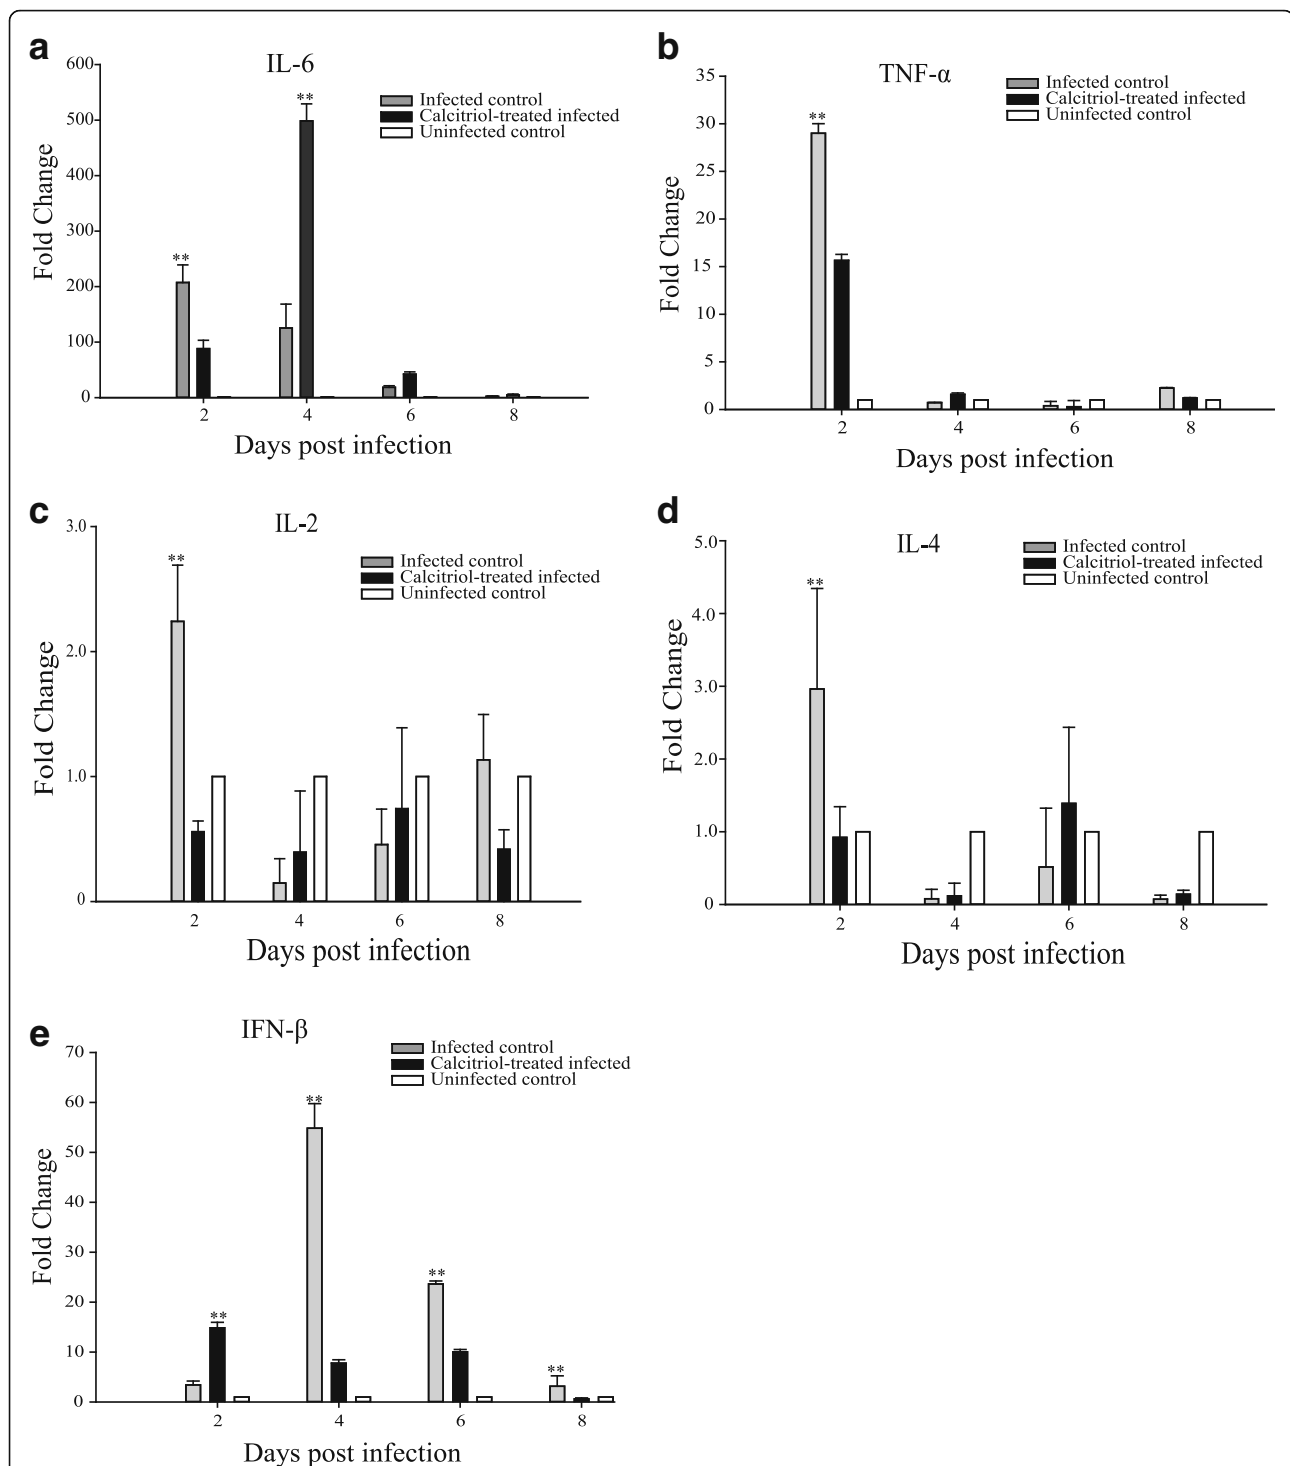 a
IL-6
600
500
400
300
200
100
0
Fold Change
**
**
Infected control
Calcitriol-treated infected
Uninfected control
2 4 6 8
Days post infection
b
TNF-α
35
30
25
20
15
10
5
0
Fold Change
**
Infected control
Calcitriol-treated infected
Uninfected control
2 4 6 8
Days post infection
c
IL-2
3.0
2.0
1.0
0
Fold Change
**
Infected control
Calcitriol-treated infected
Uninfected control
2 4 6 8
Days post infection
d
IL-4
5.0
4.0
3.0
2.0
1.0
0
Fold Change
**
Infected control
Calcitriol-treated infected
Uninfected control
2 4 6 8
Days post infection
e
IFN-β
70
60
50
40
30
20
10
0
Fold Change
**
**
**
**
Infected control
Calcitriol-treated infected
Uninfected control
2 4 6 8
Days post infection